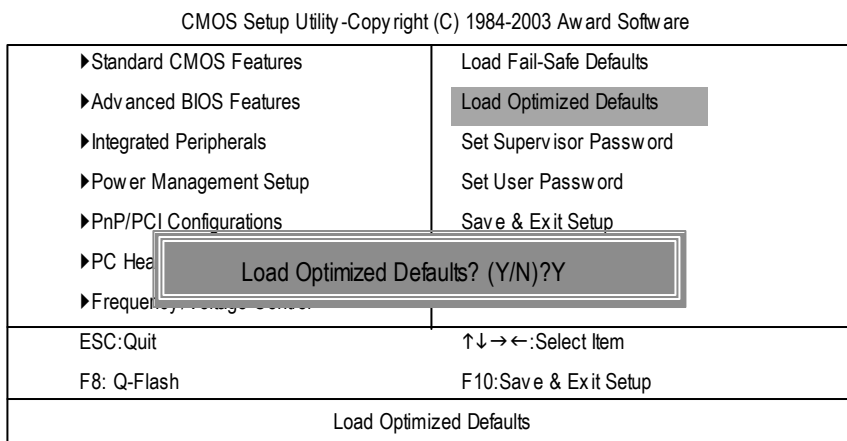 CMOS Setup Utility-Copyright (C) 1984-2003 Award Software
▶Standard CMOS Features
Load Fail-Safe Defaults
▶Advanced BIOS Features
Load Optimized Defaults
▶Integrated Peripherals
Set Supervisor Password
▶Power Management Setup
Set User Password
▶PnP/PCI Configurations
Save & Exit Setup
▶PC Hea
Load Optimized Defaults? (Y/N)?Y
ESC:Quit
↑↓→←:Select Item
F8: Q-Flash
F10:Save & Exit Setup
Load Optimized Defaults